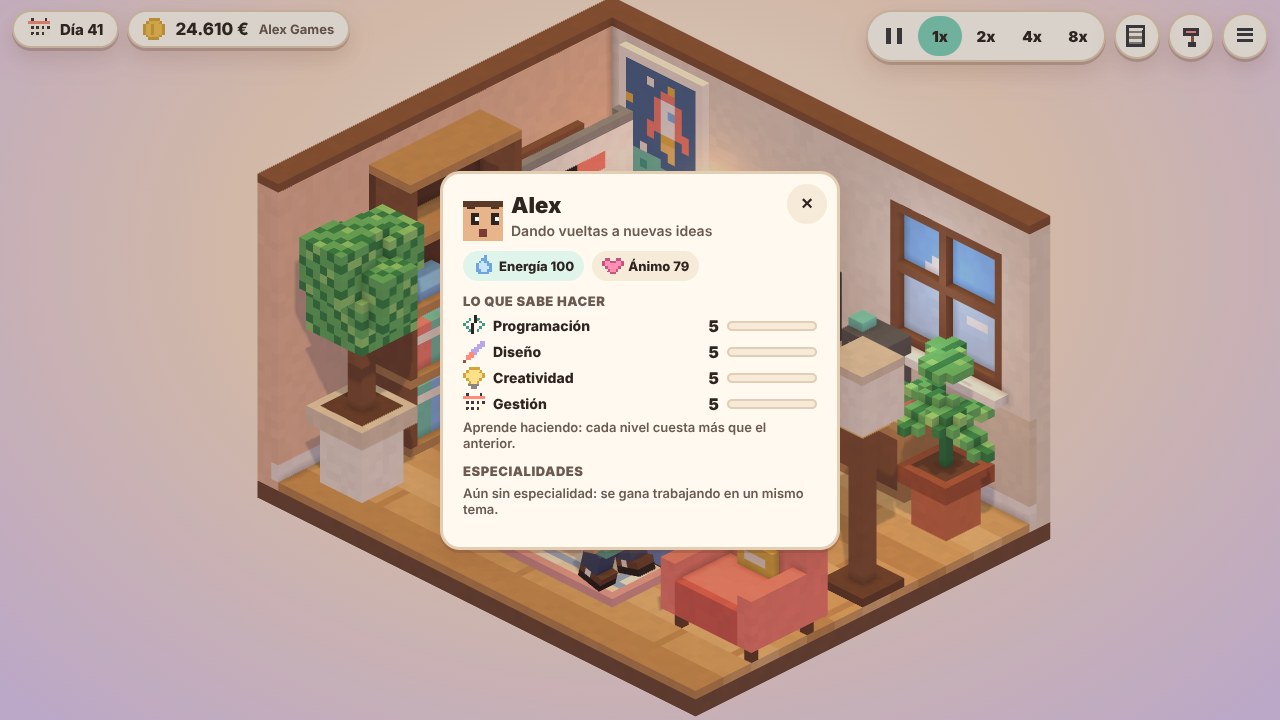 Día 41
24.610 € Alex Games
1x 2x 4x 8x
Alex
Dando vueltas a nuevas ideas
Energía 100 Ánimo 79
LO QUE SABE HACER
Programación 5
Diseño 5
Creatividad 5
Gestión 5
Aprende haciendo: cada nivel cuesta más que el
anterior.
ESPECIALIDADES
Aún sin especialidad: se gana trabajando en un mismo
tema.